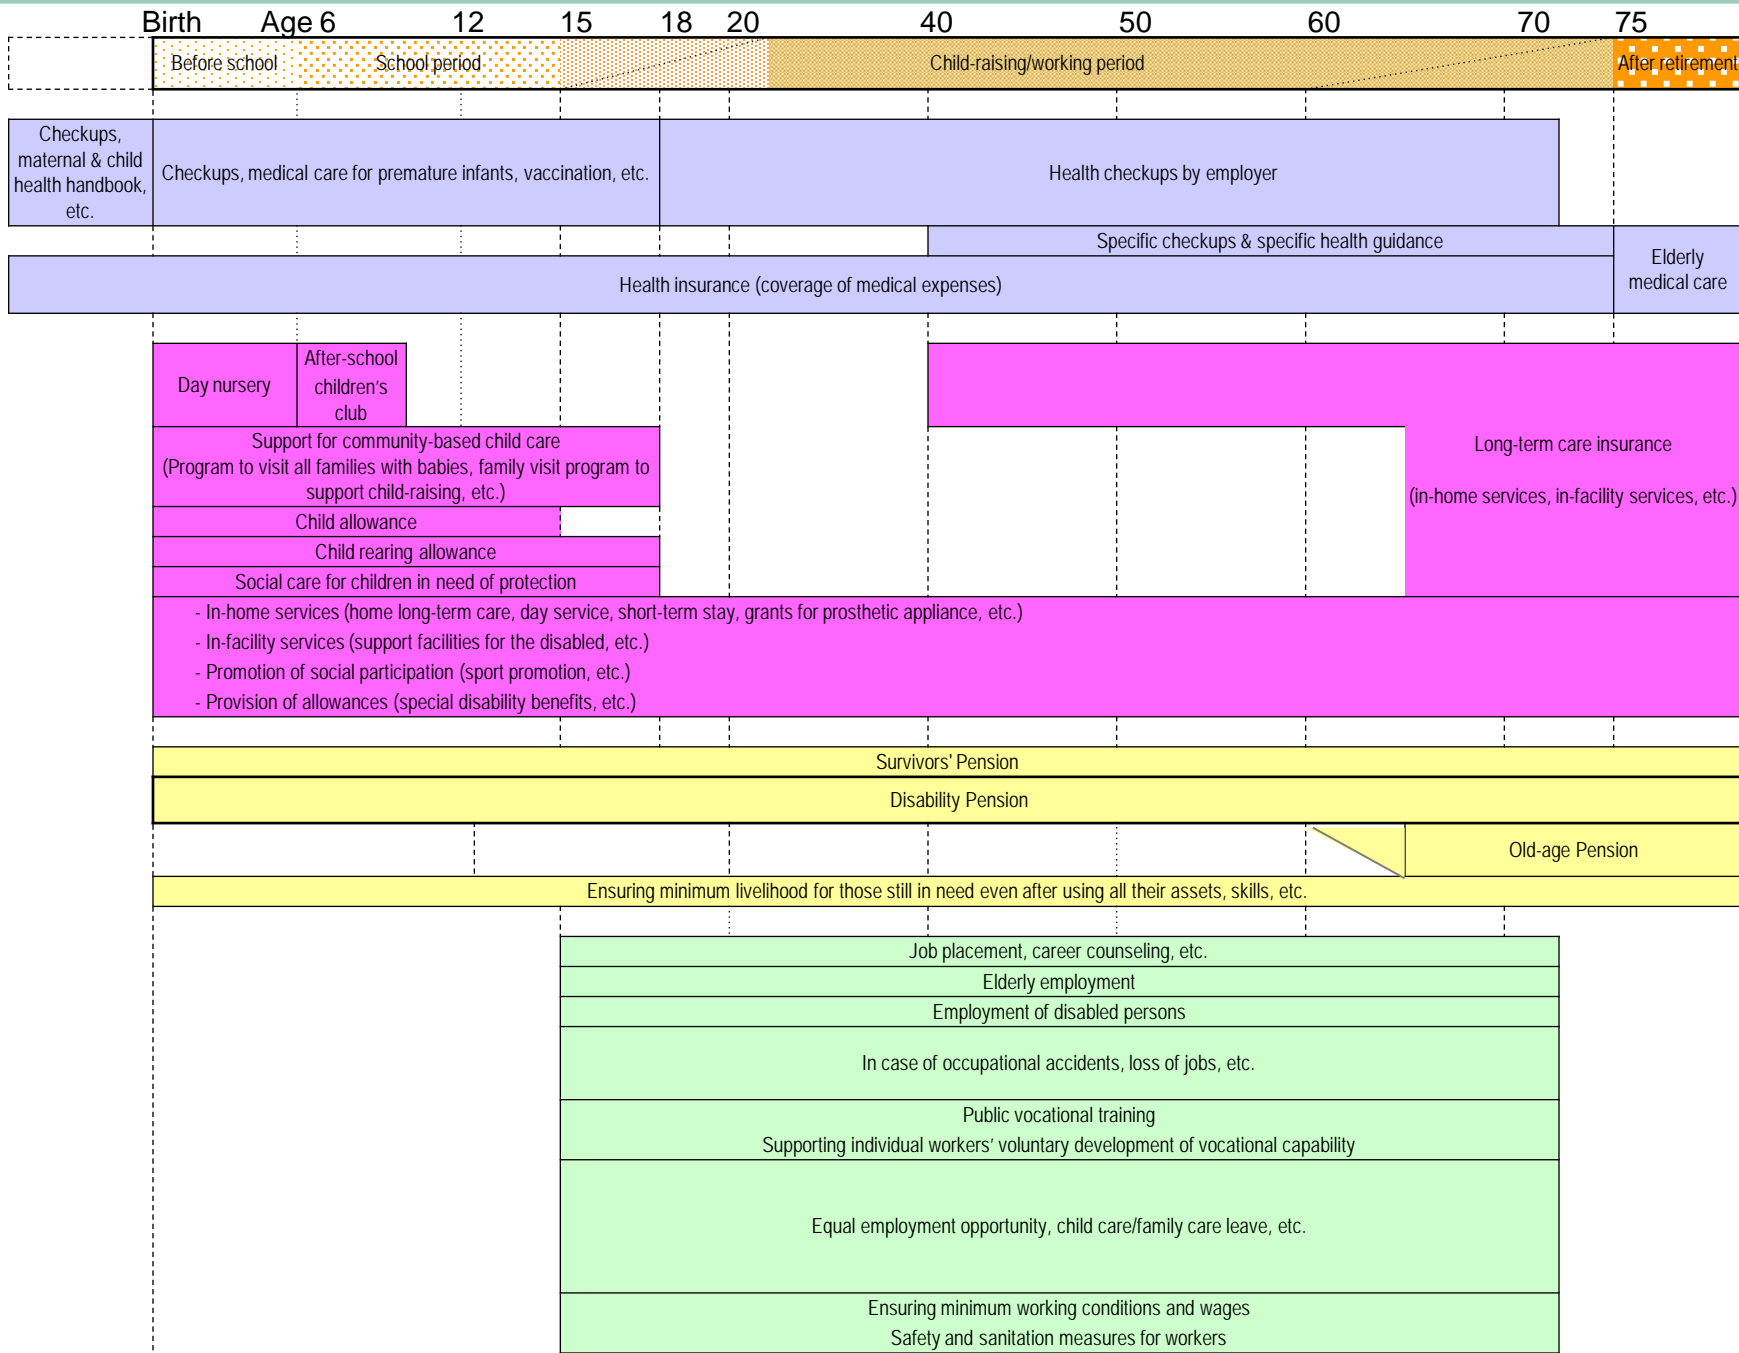 Birth Age 6 12 15 18 20 40 50 60 70 75
Before school School period Child-raising/working period After retirement
Checkups,
maternal & child
health handbook,
etc.
Checkups, medical care for premature infants, vaccination, etc.
Health checkups by employer
Specific checkups & specific health guidance
Elderly
medical care
Health insurance (coverage of medical expenses)
Day nursery
After-school
children's
club
Support for community-based child care
(Program to visit all families with babies, family visit program to
support child-raising, etc.)
Long-term care insurance
(in-home services, in-facility services, etc.)
Child allowance
Child rearing allowance
Social care for children in need of protection
- In-home services (home long-term care, day service, short-term stay, grants for prosthetic appliance, etc.)
- In-facility services (support facilities for the disabled, etc.)
- Promotion of social participation (sport promotion, etc.)
- Provision of allowances (special disability benefits, etc.)
Survivors' Pension
Disability Pension
Old-age Pension
Ensuring minimum livelihood for those still in need even after using all their assets, skills, etc.
Job placement, career counseling, etc.
Elderly employment
Employment of disabled persons
In case of occupational accidents, loss of jobs, etc.
Public vocational training
Supporting individual workers' voluntary development of vocational capability
Equal employment opportunity, child care/family care leave, etc.
Ensuring minimum working conditions and wages
Safety and sanitation measures for workers